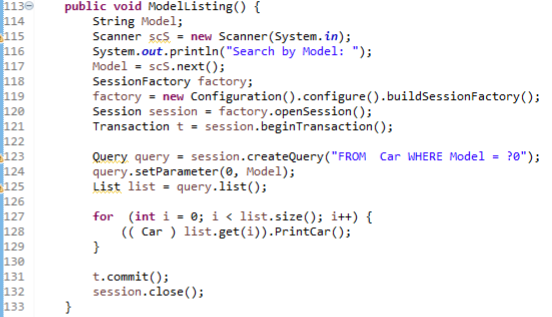 113 public void ModelListing() {
114 String Model;
115 Scanner scS = new Scanner(System.in);
116 System.out.println("Search by Model: ");
117 Model = scS.next();
118 SessionFactory factory;
119 factory = new Configuration().configure().buildSessionFactory();
120 Session session = factory.openSession();
121 Transaction t = session.beginTransaction();
122
123 Query query = session.createQuery("FROM  Car WHERE Model = ?0");
124 query.setParameter(0, Model);
125 List list = query.list();
126
127 for  (int i = 0; i < list.size(); i++) {
128 (( Car ) list.get(i)).PrintCar();
129 }
130
131 t.commit();
132 session.close();
133 }